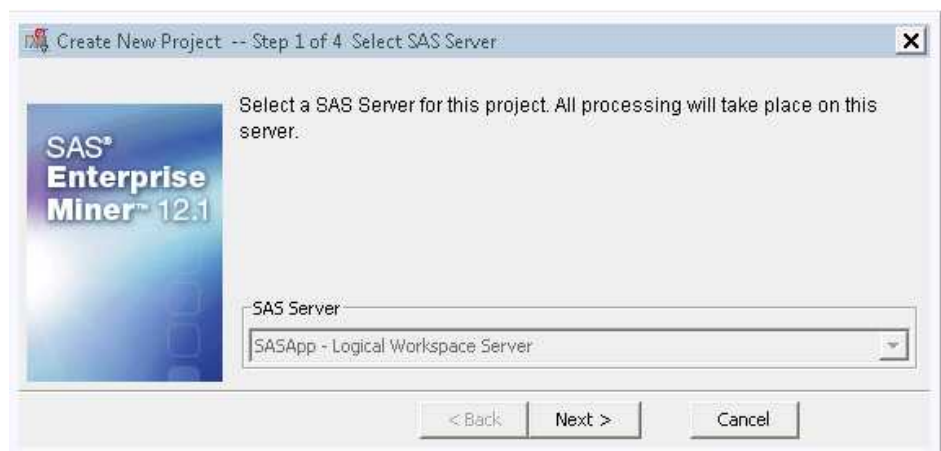 Create New Project -- Step 1 of 4 Select SAS Server
Select a SAS Server for this project. All processing will take place on this
server.
SAS®
Enterprise
Miner™ 12.1
SAS Server
SASApp - Logical Workspace Server
< Back
Next >
Cancel